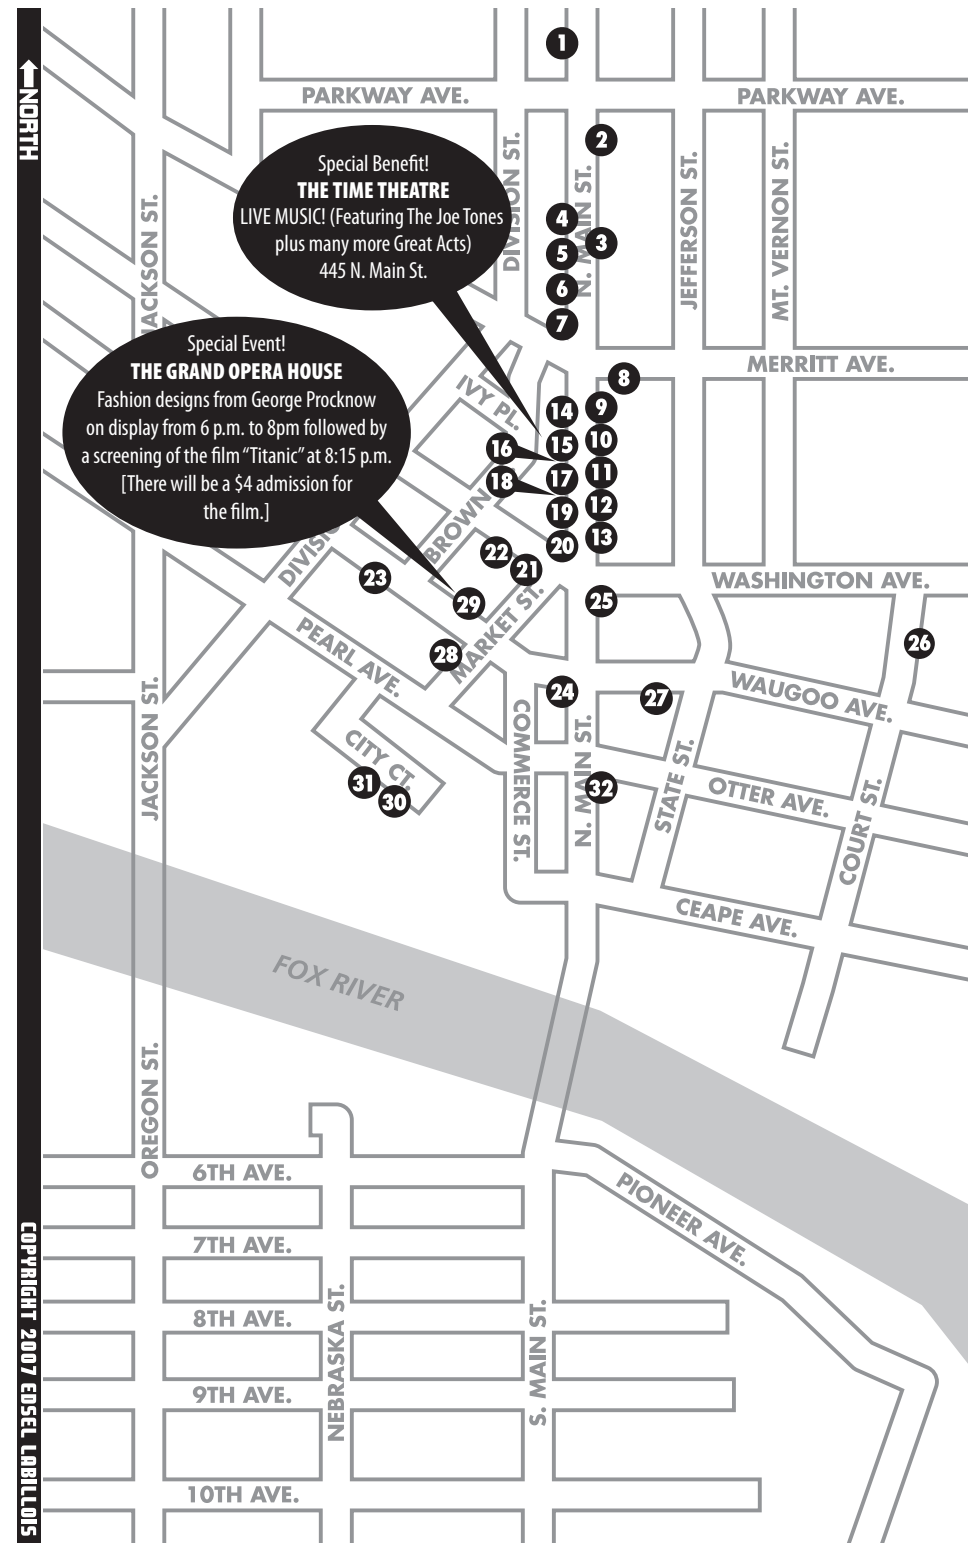 NORTH
1
PARKWAY AVE.
PARKWAY AVE.
2
DIVISION ST.
N. MAIN ST.
JEFFERSON ST.
MT. VERNON ST.
JACKSON ST.
Special Benefit!
THE TIME THEATRE
LIVE MUSIC! (Featuring The Joe Tones
plus many more Great Acts)
445 N. Main St.
4
3
5
6
7
Special Event!
THE GRAND OPERA HOUSE
Fashion designs from George Procknow
on display from 6 p.m. to 8pm followed by
a screening of the film “Titanic” at 8:15 p.m.
[There will be a $4 admission for
the film.]
MERRITT AVE.
8
IVY PL.
14
9
15
10
16
17
11
18
19
12
20
13
BROWN
22
21
23
29
MARKET ST.
WASHINGTON AVE.
25
26
PEARL AVE.
28
24
27
WAUGOO AVE.
JACKSON ST.
CITY CT.
31
30
COMMERCE ST.
N. MAIN ST.
32
STATE ST.
OTTER AVE.
COURT ST.
CEAPE AVE.
FOX RIVER
OREGON ST.
6TH AVE.
PIONEER AVE.
7TH AVE.
8TH AVE.
NEBRASKA ST.
S. MAIN ST.
9TH AVE.
10TH AVE.
COPYRIGHT 2007 EDSEL LABILLOIS